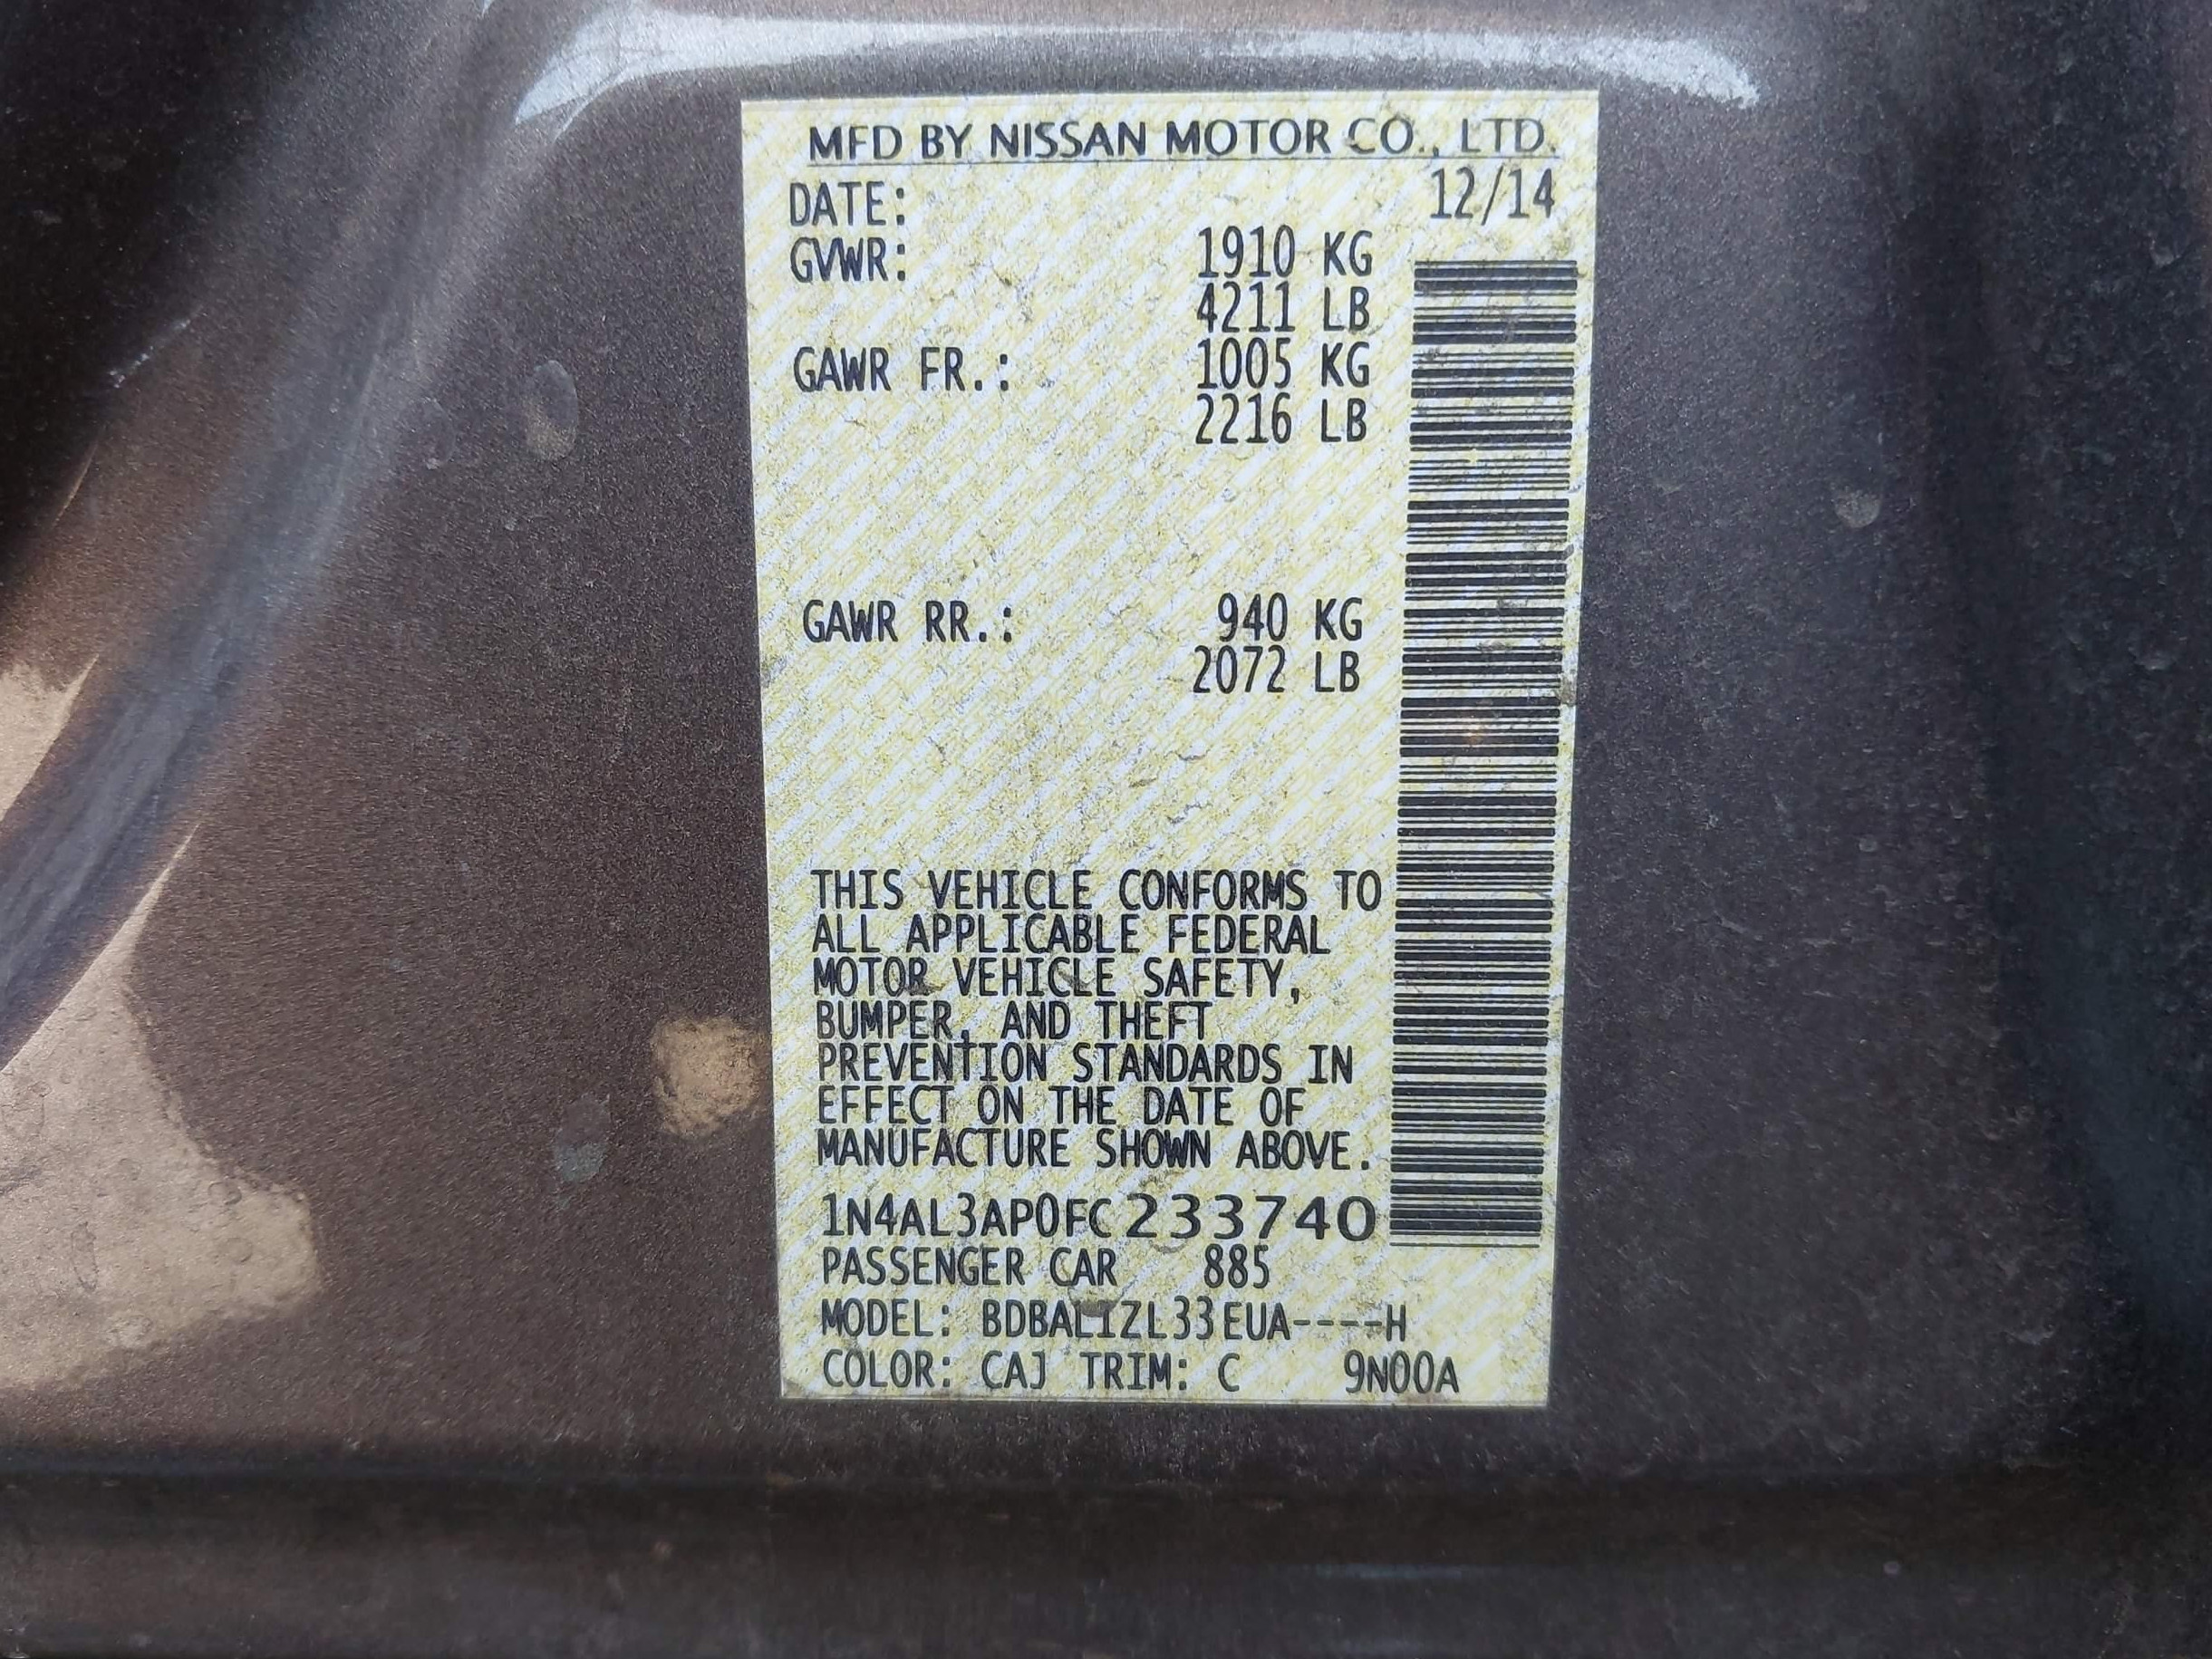 MFD BY NISSAN MOTOR CO., LTD.
DATE: 12/14
GVWR: 1910 KG
4211 LB
GAWR FR.: 1005 KG
2216 LB
GAWR RR.: 940 KG
2072 LB
THIS VEHICLE CONFORMS TO
ALL APPLICABLE FEDERAL
MOTOR VEHICLE SAFETY,
BUMPER, AND THEFT
PREVENTION STANDARDS IN
EFFECT ON THE DATE OF
MANUFACTURE SHOWN ABOVE.
1N4AL3AP0FC233740
PASSENGER CAR 885
MODEL: BDBALIZL33EUA----H
COLOR: CAJ TRIM: C 9N00A